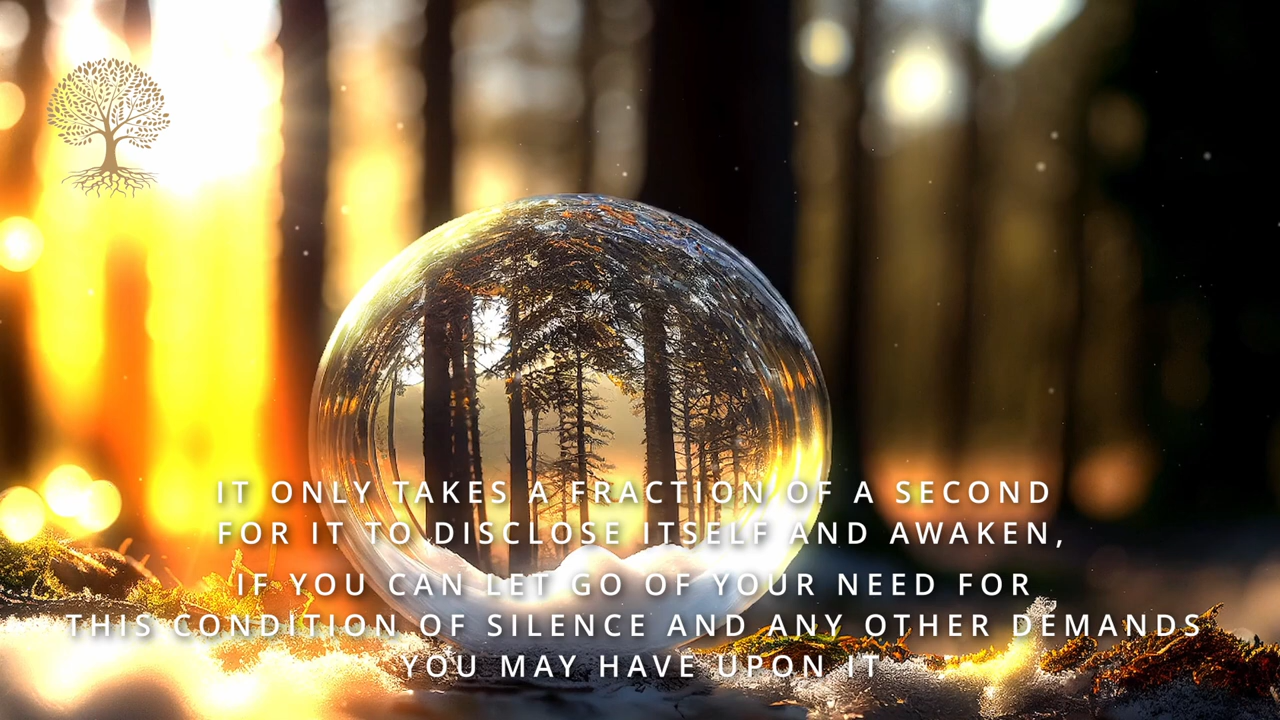 IT ONLY TAKES A FRACTION OF A SECOND
FOR IT TO DISCLOSE ITSELF AND AWAKEN,
IF YOU CAN LET GO OF YOUR NEED FOR
THIS CONDITION OF SILENCE AND ANY OTHER DEMANDS
YOU MAY HAVE UPON IT